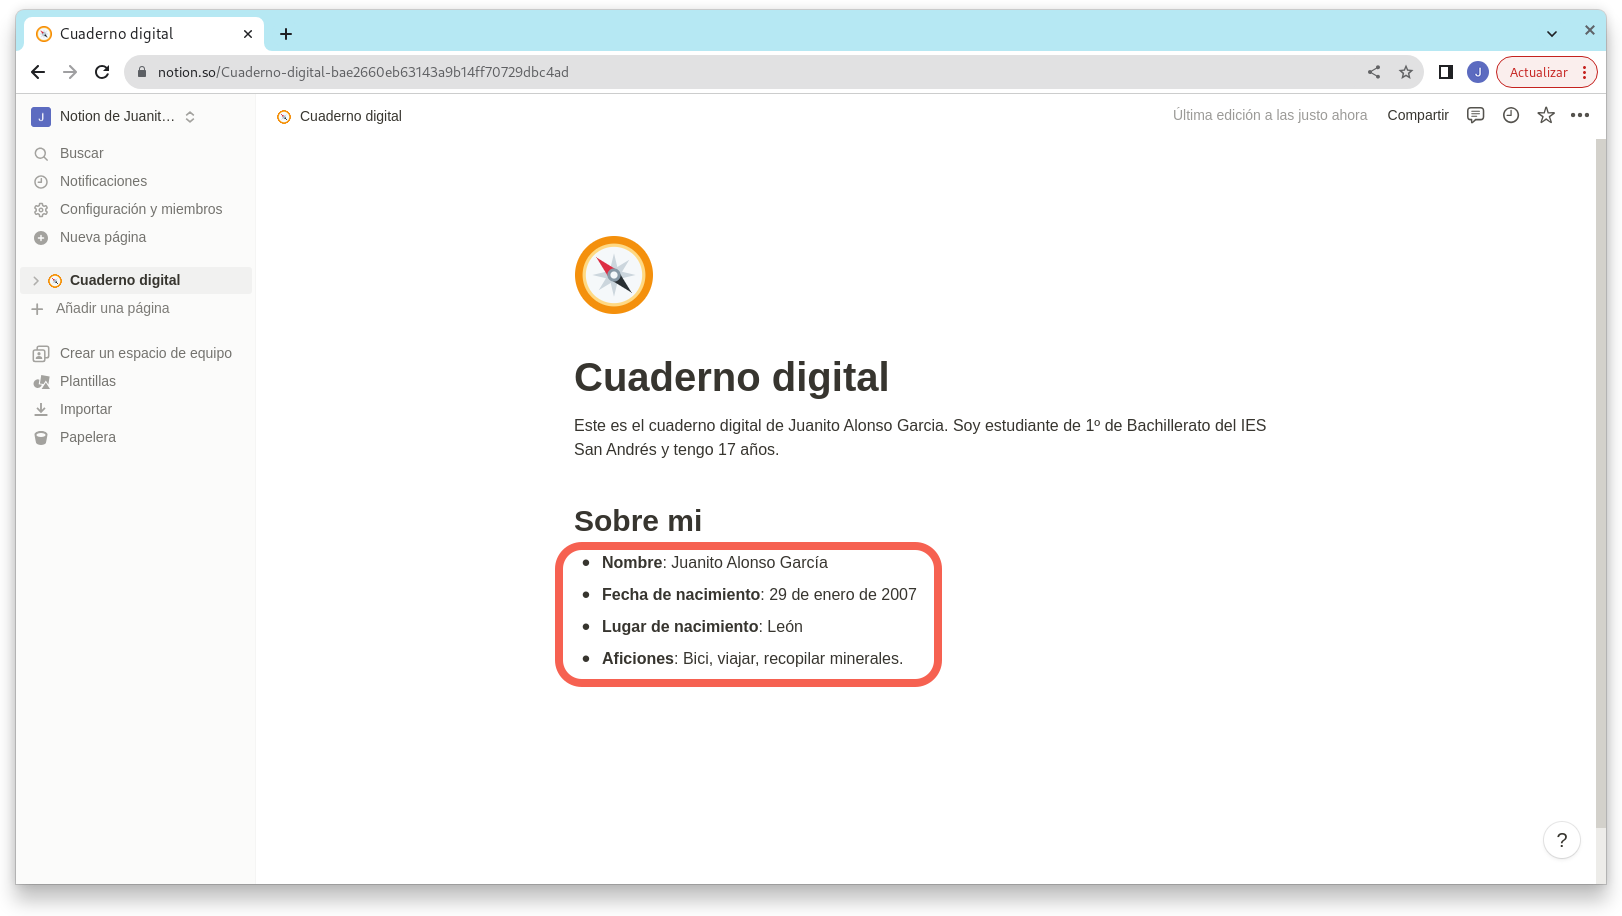 Cuaderno digital
notion.so/Cuaderno-digital-bae2660eb63143a9b14ff70729dbc4ad
J
Actualizar
J
Notion de Juanit…
Buscar
Notificaciones
Configuración y miembros
Nueva página
Cuaderno digital
Añadir una página
Crear un espacio de equipo
Plantillas
Importar
Papelera
Cuaderno digital
Última edición a las justo ahora
Compartir
Cuaderno digital
Este es el cuaderno digital de Juanito Alonso Garcia. Soy estudiante de 1º de Bachillerato del IES
San Andrés y tengo 17 años.
Sobre mi
• Nombre: Juanito Alonso García
• Fecha de nacimiento: 29 de enero de 2007
• Lugar de nacimiento: León
• Aficiones: Bici, viajar, recopilar minerales.
?